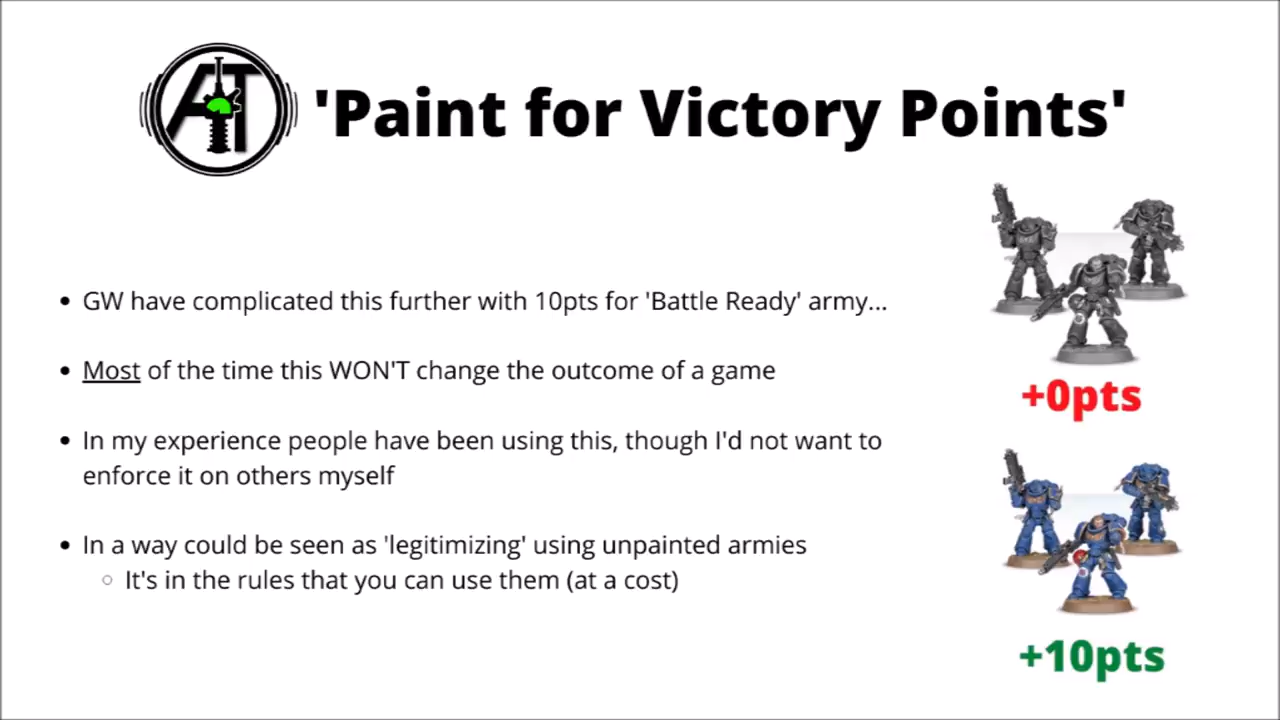 AT
'Paint for Victory Points'
• GW have complicated this further with 10pts for 'Battle Ready' army...
• Most of the time this WON'T change the outcome of a game
• In my experience people have been using this, though I'd not want to
enforce it on others myself
• In a way could be seen as 'legitimizing' using unpainted armies
○ It's in the rules that you can use them (at a cost)
+0pts
+10pts